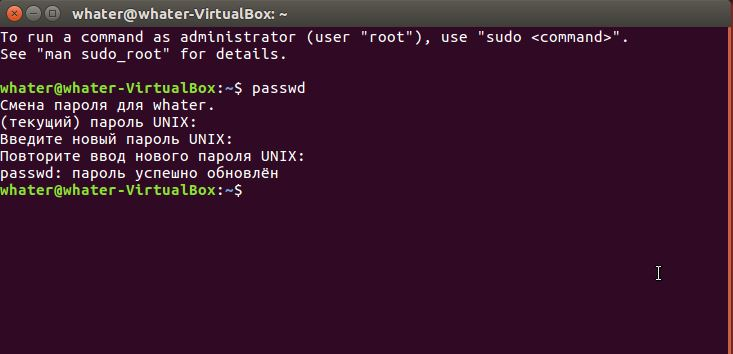 whater@whater-VirtualBox: ~
To run a command as administrator (user "root"), use "sudo <command>".
See "man sudo_root" for details.
whater@whater-VirtualBox:~$ passwd
Смена пароля для whater.
(текущий) пароль UNIX:
Введите новый пароль UNIX:
Повторите ввод нового пароля UNIX:
passwd: пароль успешно обновлён
whater@whater-VirtualBox:~$